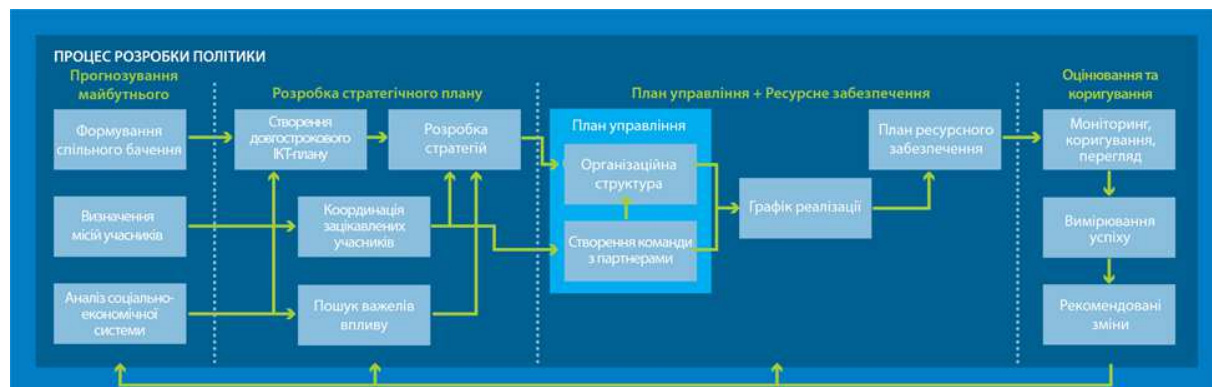 ПРОЦЕС РОЗРОБКИ ПОЛІТИКИ
Прогнозування
майбутнього
Формування
спільного бачення
Визначення
місій учасників
Аналіз соціально-
економічної
системи
Розробка стратегічного плану
Створення
довгострокового
ІКТ-плану
Розробка
стратегій
Координація
зацікавлених
учасників
Пошук важелів
впливу
План управління + Ресурсне забезпечення
План управління
Організаційна
структура
Створення команди
з партнерами
Графік реалізації
План ресурсного
забезпечення
Оцінювання та
коригування
Моніторинг,
коригування,
перегляд
Вимірювання
успіху
Рекомендовані
зміни